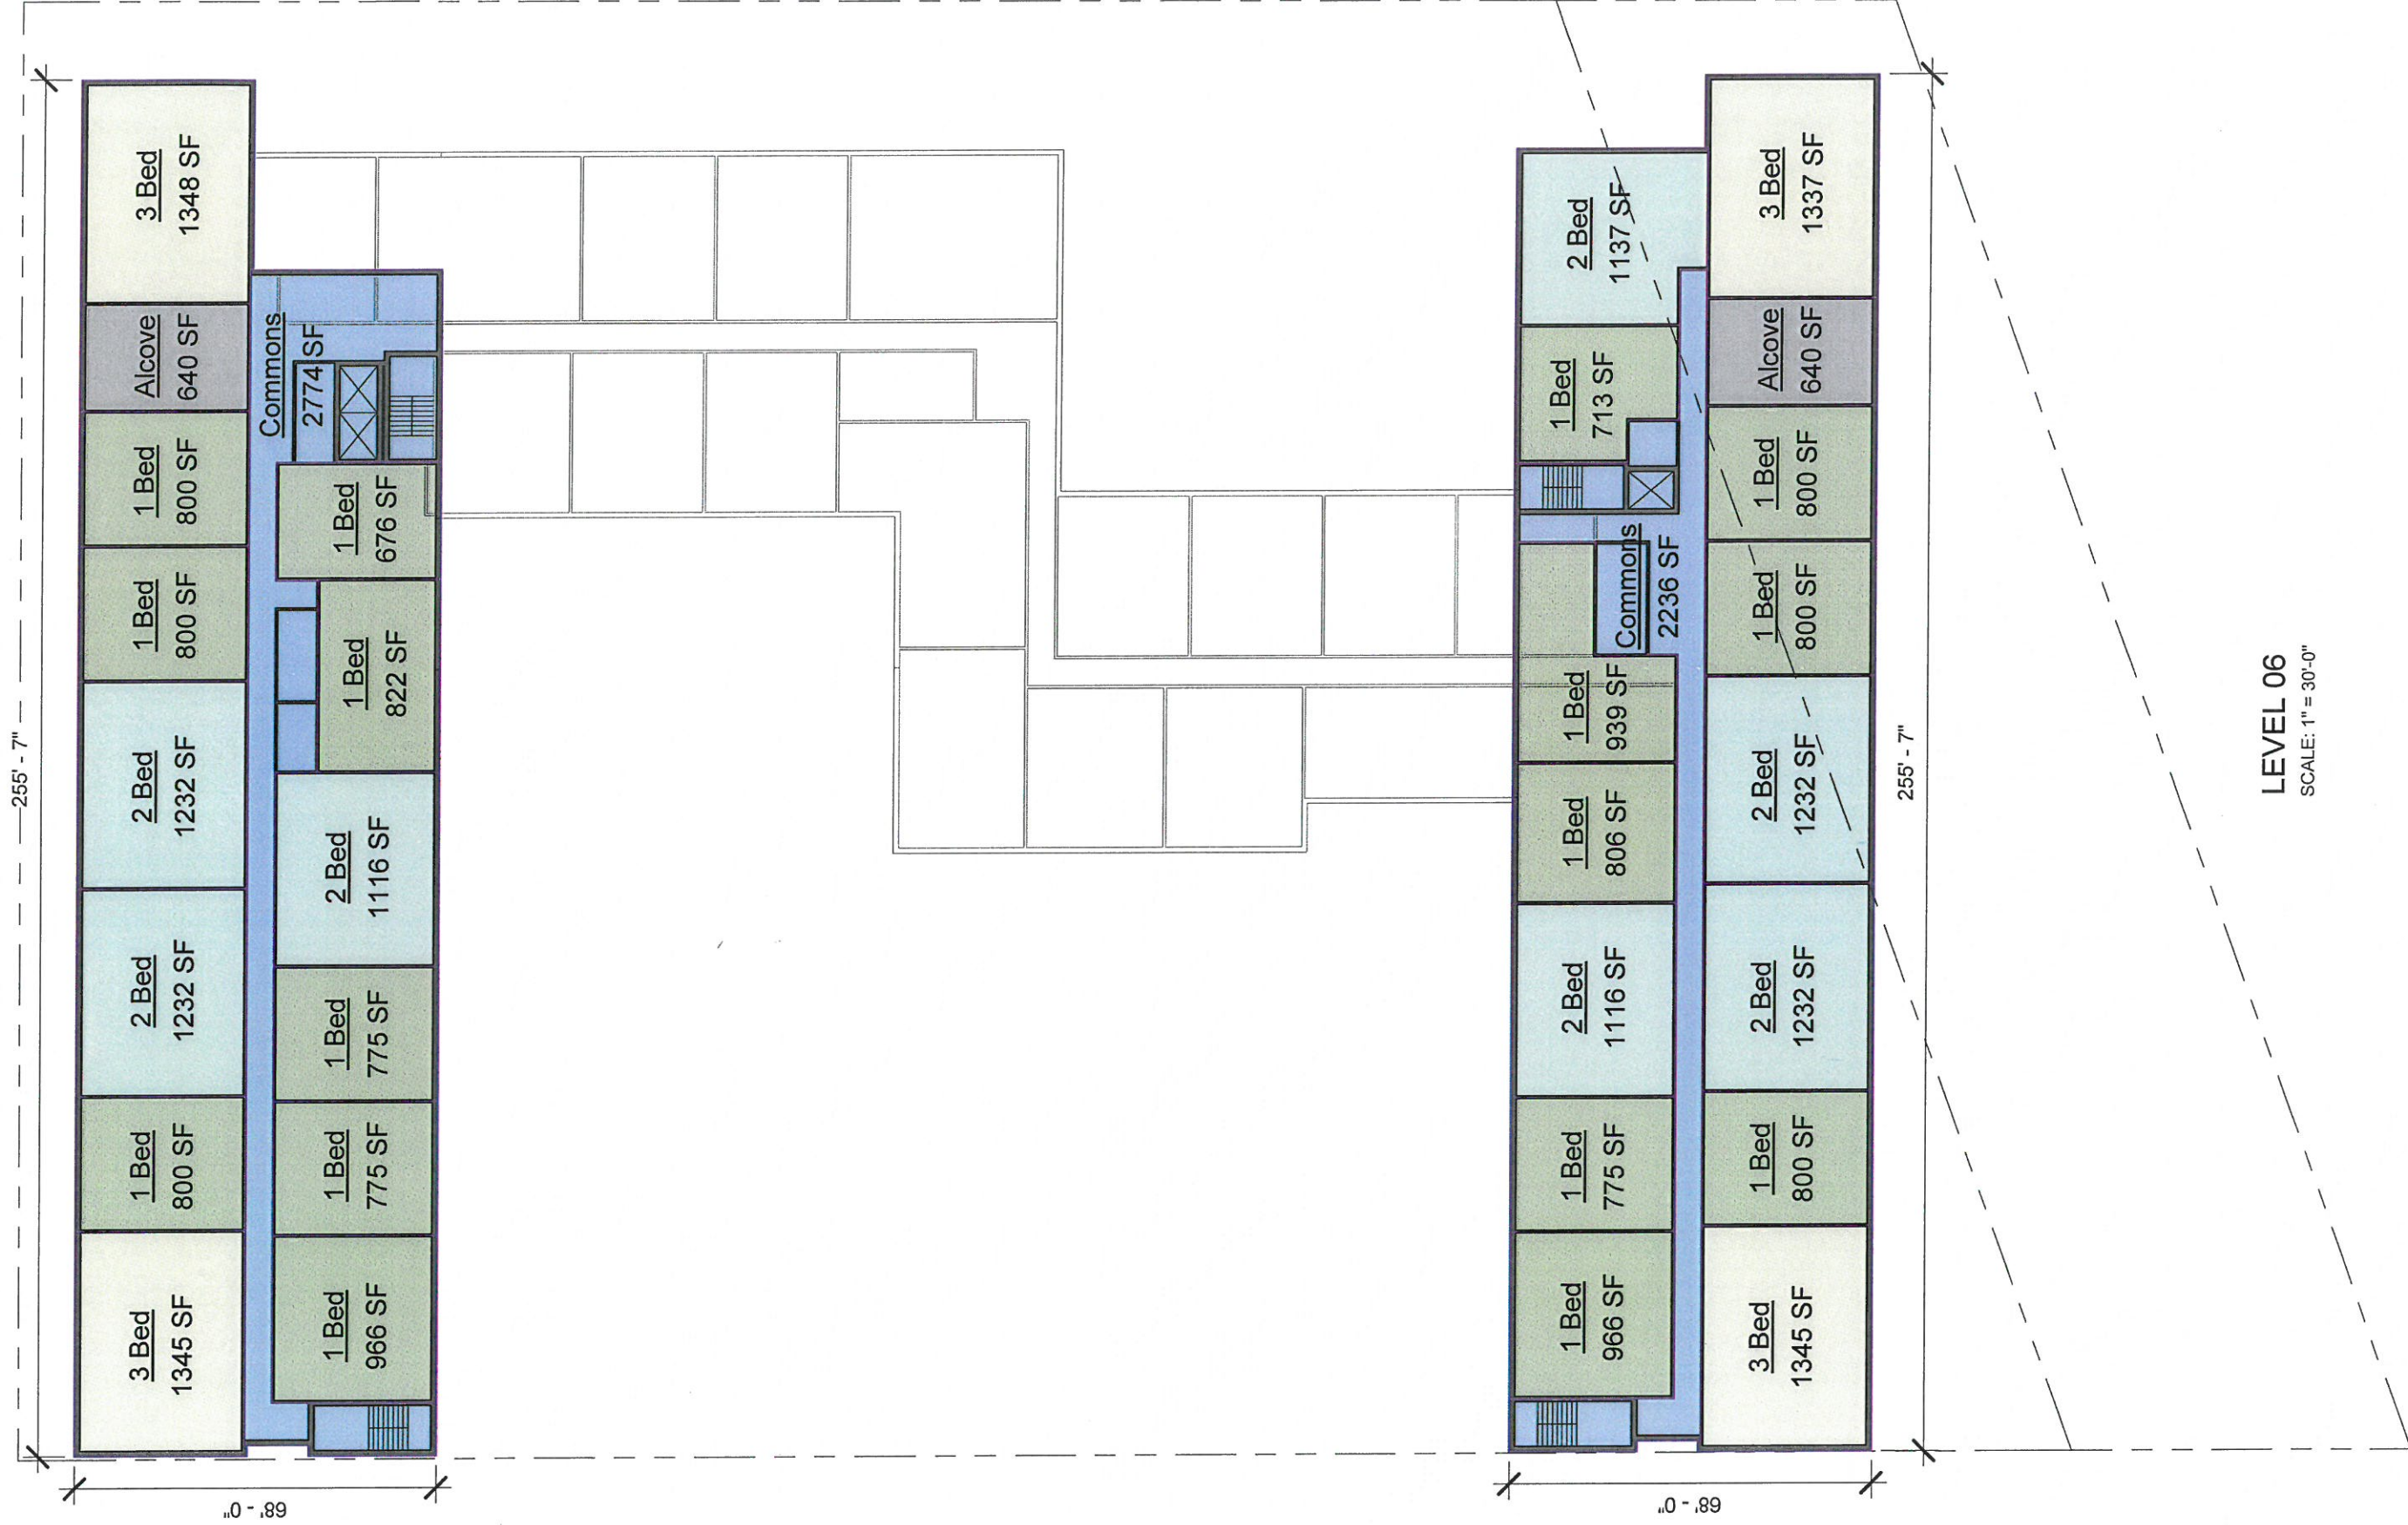 255' - 7"
3 Bed
1348 SF
Alcove
640 SF
1 Bed
800 SF
1 Bed
800 SF
2 Bed
1232 SF
2 Bed
1232 SF
1 Bed
800 SF
3 Bed
1345 SF
Commons
2774 SF
1 Bed
676 SF
1 Bed
822 SF
2 Bed
1116 SF
1 Bed
775 SF
1 Bed
775 SF
1 Bed
966 SF
68' - 0"
2 Bed
1137 SF
1 Bed
713 SF
Commons
2236 SF
1 Bed
939 SF
1 Bed
806 SF
2 Bed
1116 SF
1 Bed
775 SF
1 Bed
966 SF
3 Bed
1337 SF
Alcove
640 SF
1 Bed
800 SF
1 Bed
800 SF
2 Bed
1232 SF
2 Bed
1232 SF
1 Bed
800 SF
3 Bed
1345 SF
68' - 0"
255' - 7"
LEVEL 06
SCALE: 1" = 30'-0"